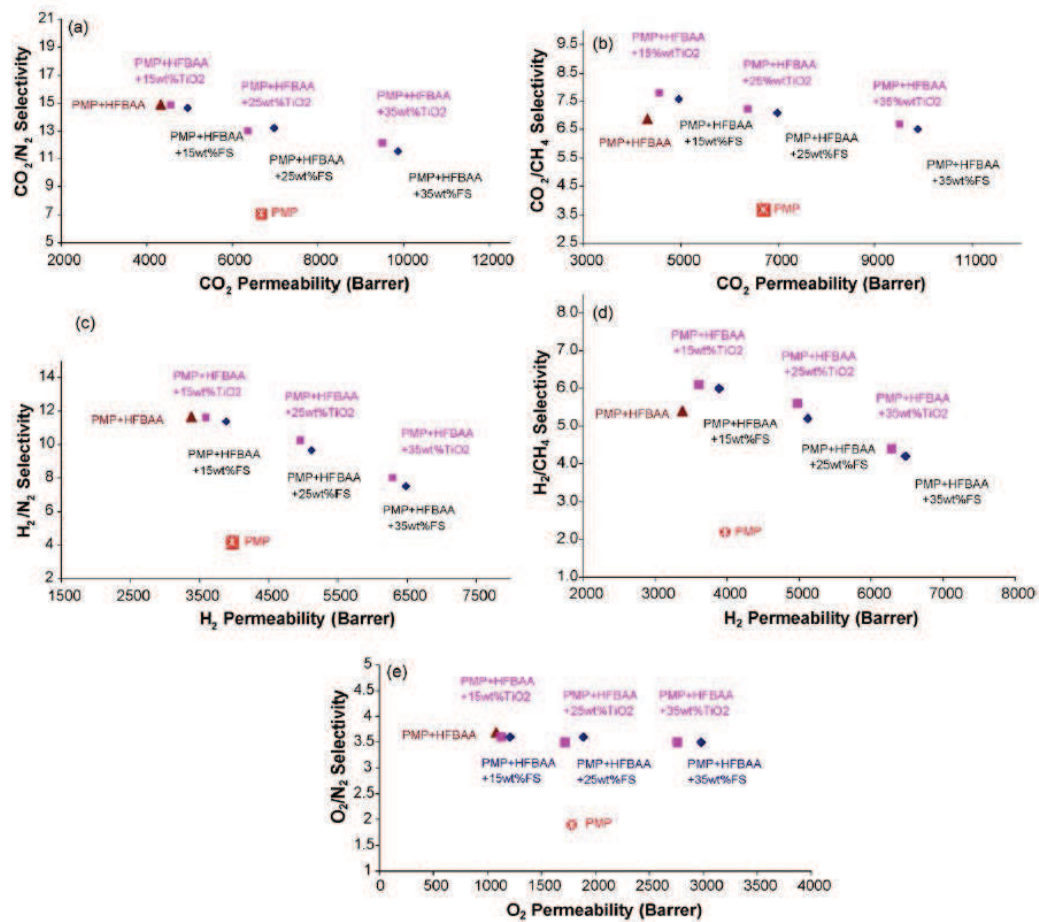 (a)
CO2/N2 Selectivity
21
19
17
15
13
11
9
7
5
PMP+HFBAA
+15wt%TiO2
PMP+HFBAA
+25wt%TiO2
PMP+HFBAA
+35wt%TiO2
PMP+HFBAA
PMP+HFBAA
+15wt%FS
PMP+HFBAA
+25wt%FS
PMP+HFBAA
+35wt%FS
PMP
2000 4000 6000 8000 10000 12000
CO2 Permeability (Barrer)
(b)
CO2/CH4 Selectivity
9.5
8.5
7.5
6.5
5.5
4.5
3.5
2.5
PMP+HFBAA
+15%wtTiO2
PMP+HFBAA
+25%wtTiO2
PMP+HFBAA
+35%wtTiO2
PMP+HFBAA
PMP+HFBAA
+15wt%FS
PMP+HFBAA
+25wt%FS
PMP+HFBAA
+35wt%FS
PMP
3000 5000 7000 9000 11000
CO2 Permeability (Barrer)
(c)
H2/N2 Selectivity
14
12
10
8
6
4
2
PMP+HFBAA
+15wt%TiO2
PMP+HFBAA
+25wt%TiO2
PMP+HFBAA
+35wt%TiO2
PMP+HFBAA
PMP+HFBAA
+15wt%FS
PMP+HFBAA
+25wt%FS
PMP+HFBAA
+35wt%FS
PMP
1500 2500 3500 4500 5500 6500 7500
H2 Permeability (Barrer)
(d)
H2/CH4 Selectivity
8.0
7.0
6.0
5.0
4.0
3.0
2.0
1.0
PMP+HFBAA
+15wt%TiO2
PMP+HFBAA
+25wt%TiO2
PMP+HFBAA
+35wt%TiO2
PMP+HFBAA
PMP+HFBAA
+15wt%FS
PMP+HFBAA
+25wt%FS
PMP+HFBAA
+35wt%FS
PMP
2000 3000 4000 5000 6000 7000 8000
H2 Permeability (Barrer)
(e)
O2/N2 Selectivity
5
4.5
4
3.5
3
2.5
2
1.5
1
PMP+HFBAA
+15wt%TiO2
PMP+HFBAA
+25wt%TiO2
PMP+HFBAA
+35wt%TiO2
PMP+HFBAA
PMP+HFBAA
+15wt%FS
PMP+HFBAA
+25wt%FS
PMP+HFBAA
+35wt%FS
PMP
0 500 1000 1500 2000 2500 3000 3500 4000
O2 Permeability (Barrer)